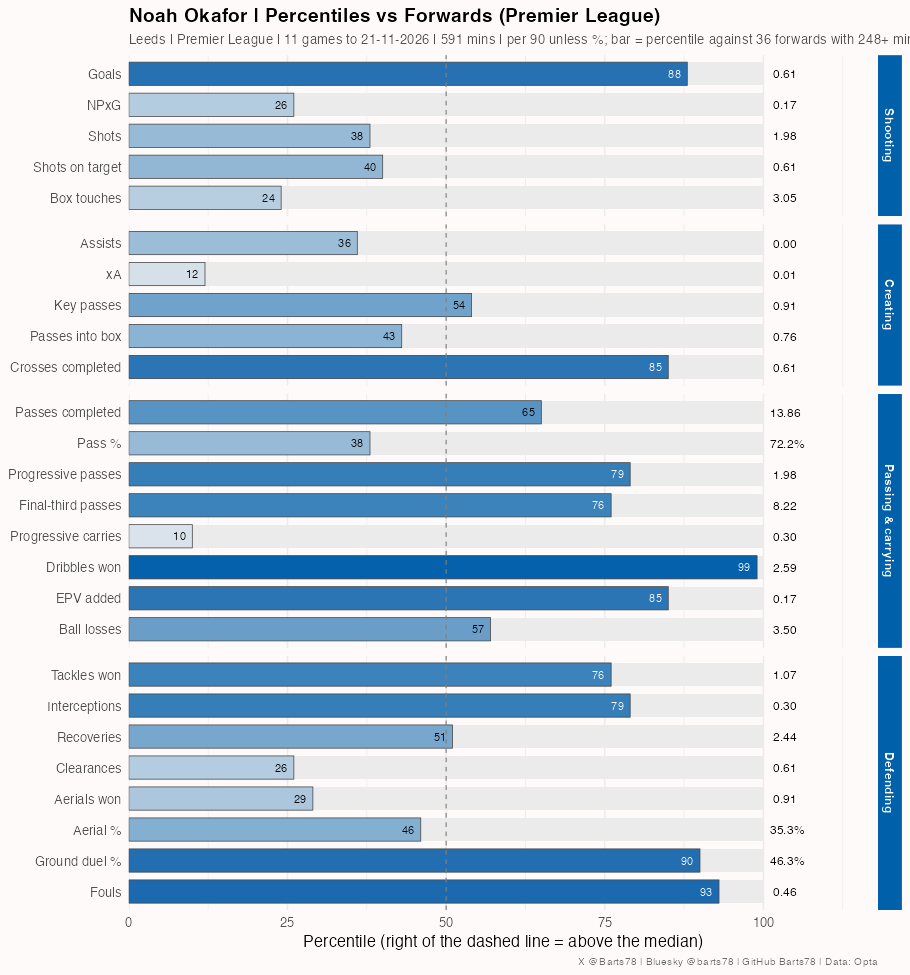 Noah Okafor | Percentiles vs Forwards (Premier League)
Leeds | Premier League | 11 games to 21-11-2026 | 591 mins | per 90 unless %; bar = percentile against 36 forwards with 248+ min
Goals 88 0.61
NPxG 26 0.17
Shots 38 1.98
Shots on target 40 0.61
Box touches 24 3.05
Shooting
Assists 36 0.00
xA 12 0.01
Key passes 54 0.91
Passes into box 43 0.76
Crosses completed 85 0.61
Creating
Passes completed 65 13.86
Pass % 38 72.2%
Progressive passes 79 1.98
Final-third passes 76 8.22
Progressive carries 10 0.30
Dribbles won 99 2.59
EPV added 85 0.17
Ball losses 57 3.50
Passing & carrying
Tackles won 76 1.07
Interceptions 79 0.30
Recoveries 51 2.44
Clearances 26 0.61
Aerials won 29 0.91
Aerial % 46 35.3%
Ground duel % 90 46.3%
Fouls 93 0.46
Defending
0 25 50 75 100
Percentile (right of the dashed line = above the median)
X @Barts78 | Bluesky @barts78 | GitHub Barts78 | Data: Opta